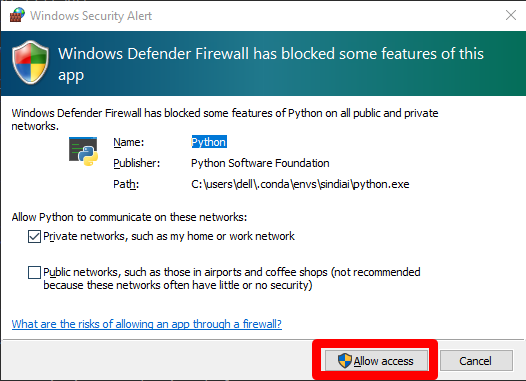 Windows Security Alert
Windows Defender Firewall has blocked some features of this
app
Windows Defender Firewall has blocked some features of Python on all public and private
networks.
Name: Python
Publisher: Python Software Foundation
Path: C:\users\dell\.conda\envs\sindiai\python.exe
Allow Python to communicate on these networks:
Private networks, such as my home or work network
Public networks, such as those in airports and coffee shops (not recommended
because these networks often have little or no security)
What are the risks of allowing an app through a firewall?
Allow access Cancel